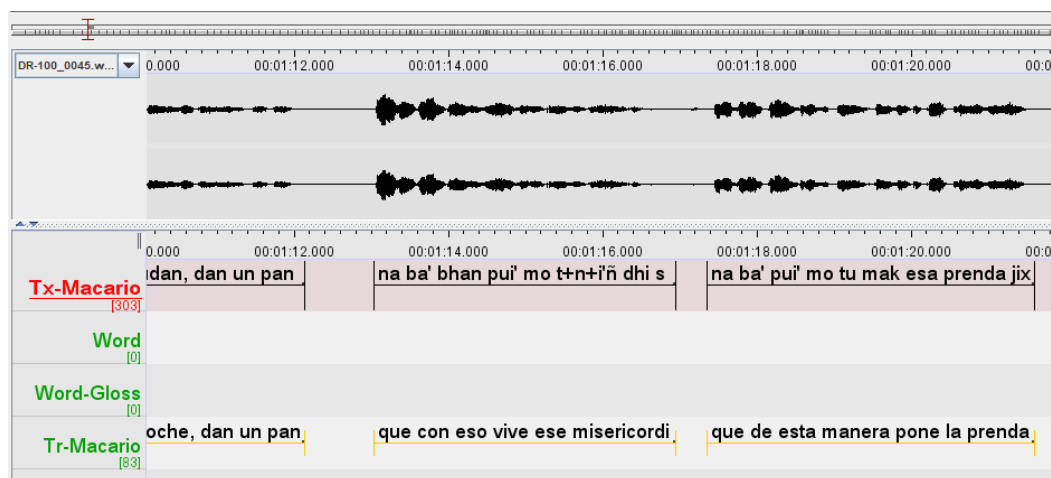 DR-100_0045.w... 0.000 00:01:12.000 00:01:14.000 00:01:16.000 00:01:18.000 00:01:20.000 00:0
0.000 00:01:12.000 00:01:14.000 00:01:16.000 00:01:18.000 00:01:20.000 00:0
Tx-Macario dan, dan un pan na ba' bhan pui' mo t+n+i'ñ dhi s na ba' pui' mo tu mak esa prenda jix
[303]
Word
[0]
Word-Gloss
[0]
Tr-Macario oche, dan un pan que con eso vive ese misericordi que de esta manera pone la prenda
[83]